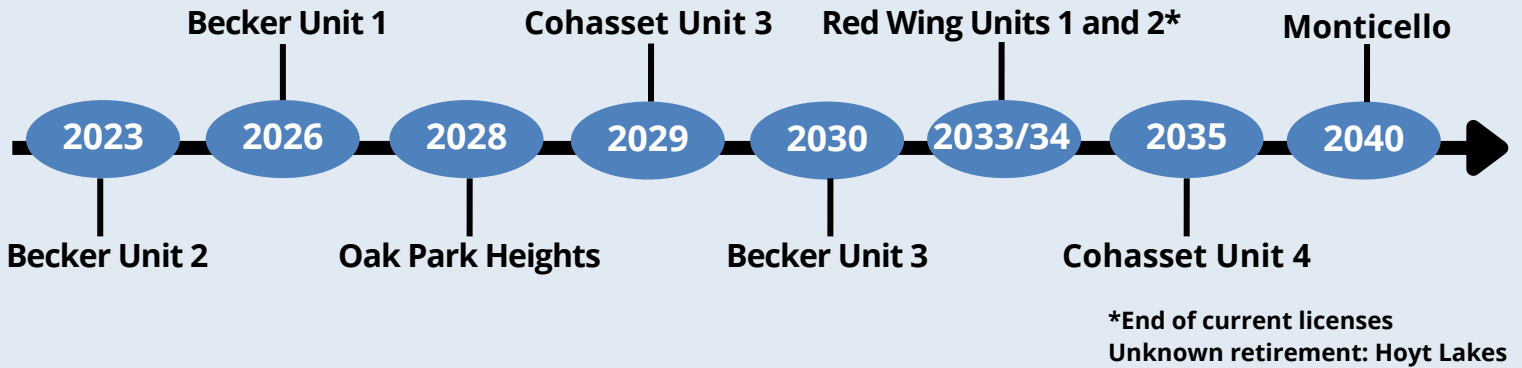 Becker Unit 1
Cohasset Unit 3
Red Wing Units 1 and 2*
Monticello
2023
2026
2028
2029
2030
2033/34
2035
2040
Becker Unit 2
Oak Park Heights
Becker Unit 3
Cohasset Unit 4
*End of current licenses
Unknown retirement: Hoyt Lakes